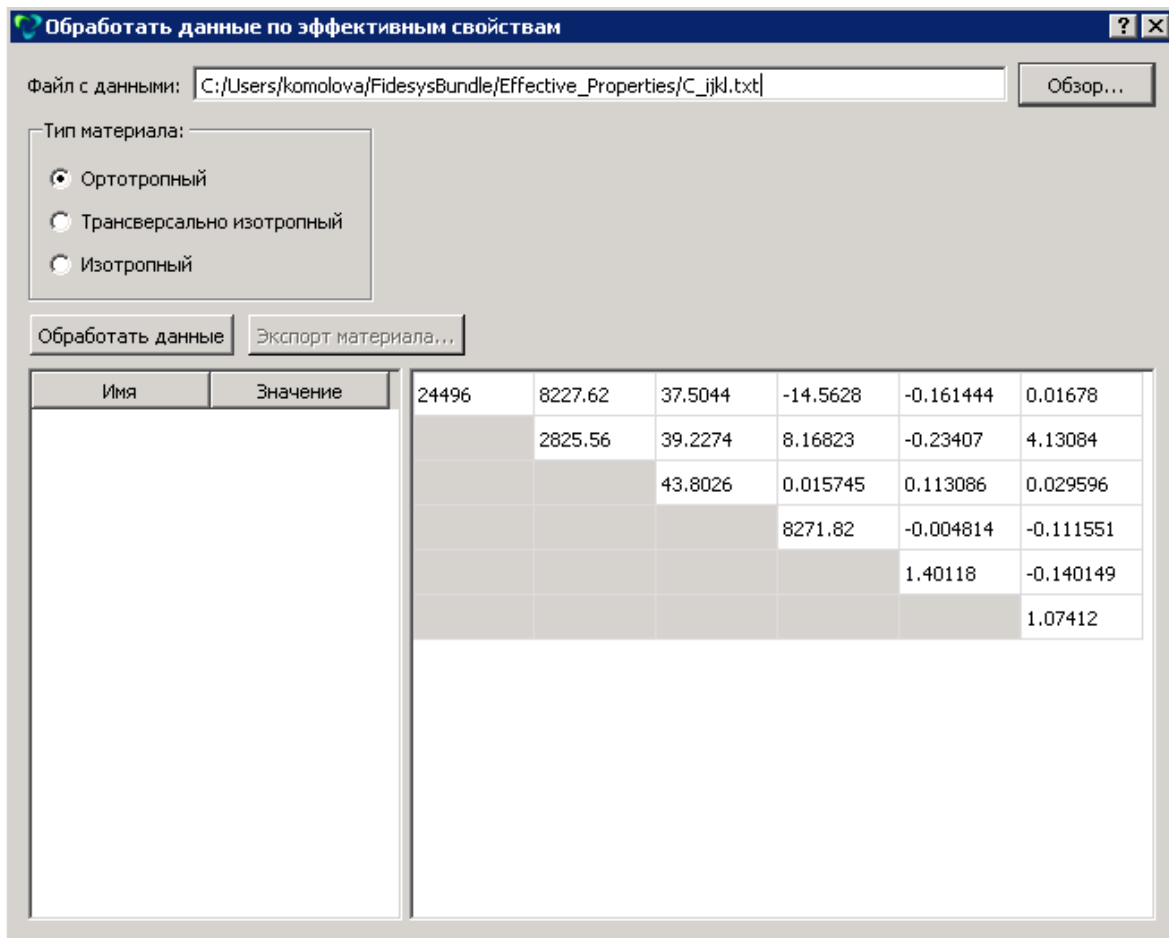 Обработать данные по эффективным свойствам
Файл с данными: C:/Users/komolova/FidesysBundle/Effective_Properties/C_ijkl.txt Обзор...
Тип материала:
Ортотропный
Трансверсально изотропный
Изотропный
Обработать данные Экспорт материала...
Имя Значение 24496 8227.62 37.5044 -14.5628 -0.161444 0.01678
2825.56 39.2274 8.16823 -0.23407 4.13084
43.8026 0.015745 0.113086 0.029596
8271.82 -0.004814 -0.111551
1.40118 -0.140149
1.07412